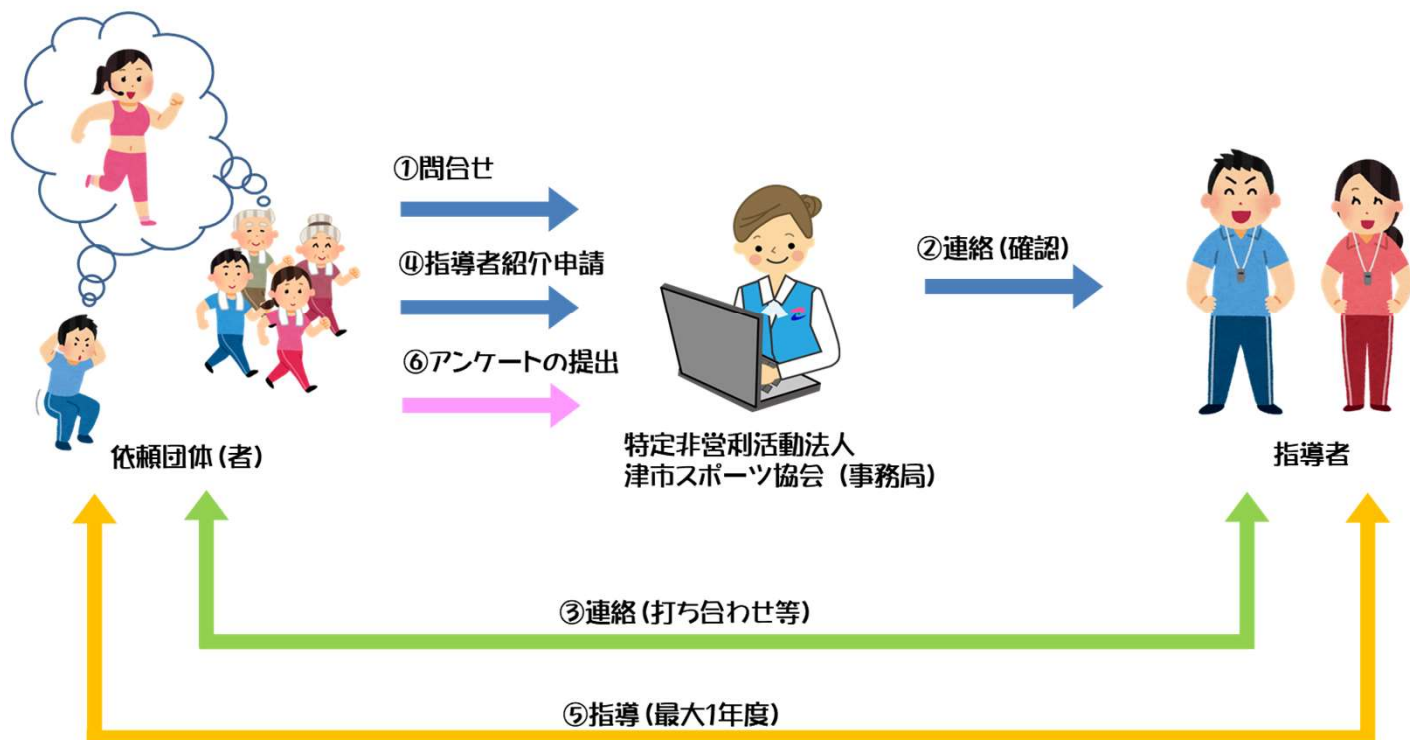 ①問合せ
④指導者紹介申請
⑥アンケートの提出
②連絡(確認)
依頼団体(者)
特定非営利活動法人
津市スポーツ協会 (事務局)
指導者
③連絡(打ち合わせ等)
⑤指導(最大1年度)